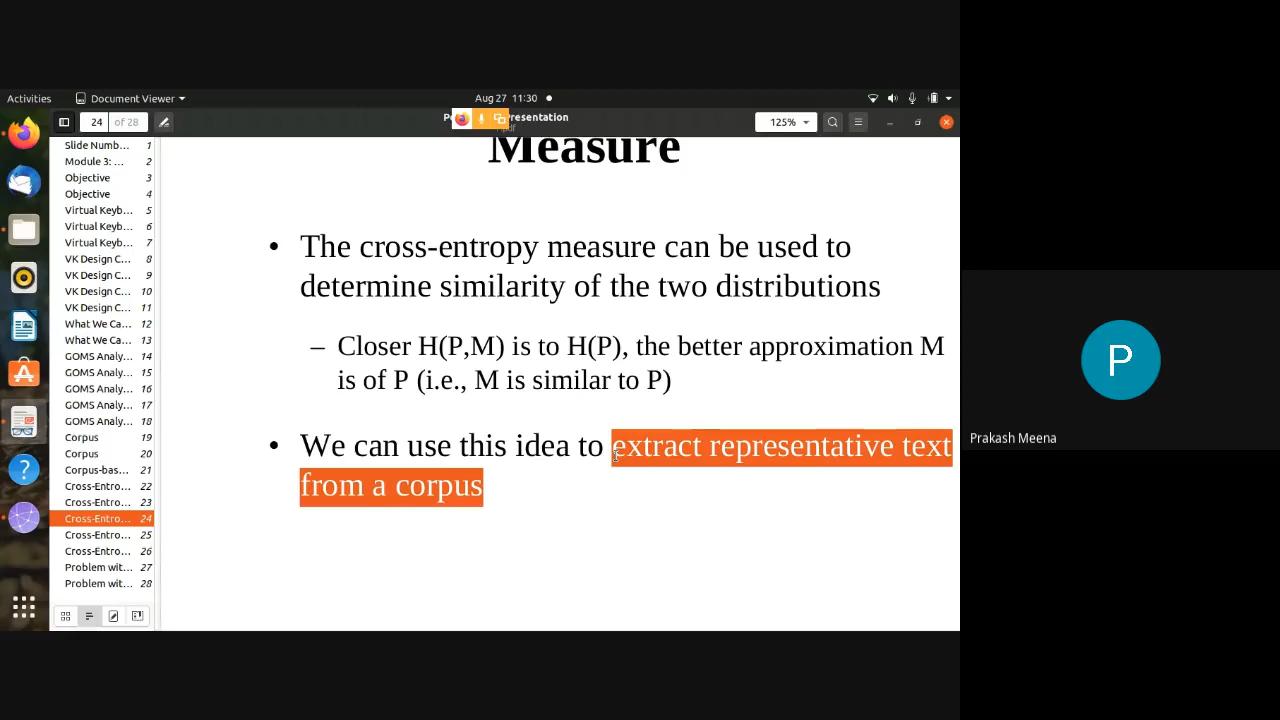 Activities
Document Viewer
Aug 27 11:30
24
of 28
125%
Slide Numb... 1
Module 3: ... 2
Objective 3
Objective 4
Virtual Keyb... 5
Virtual Keyb... 6
Virtual Keyb... 7
VK Design C... 8
VK Design C... 9
VK Design C... 10
VK Design C... 11
What We Ca... 12
What We Ca... 13
GOMS Analy... 14
GOMS Analy... 15
GOMS Analy... 16
GOMS Analy... 17
GOMS Analy... 18
Corpus 19
Corpus 20
Corpus-bas... 21
Cross-Entro... 22
Cross-Entro... 23
Cross-Entro... 24
Cross-Entro... 25
Cross-Entro... 26
Problem wit... 27
Problem wit... 28
Measure
• The cross-entropy measure can be used to
determine similarity of the two distributions
– Closer H(P,M) is to H(P), the better approximation M
is of P (i.e., M is similar to P)
• We can use this idea to extract representative text
from a corpus
P
Prakash Meena